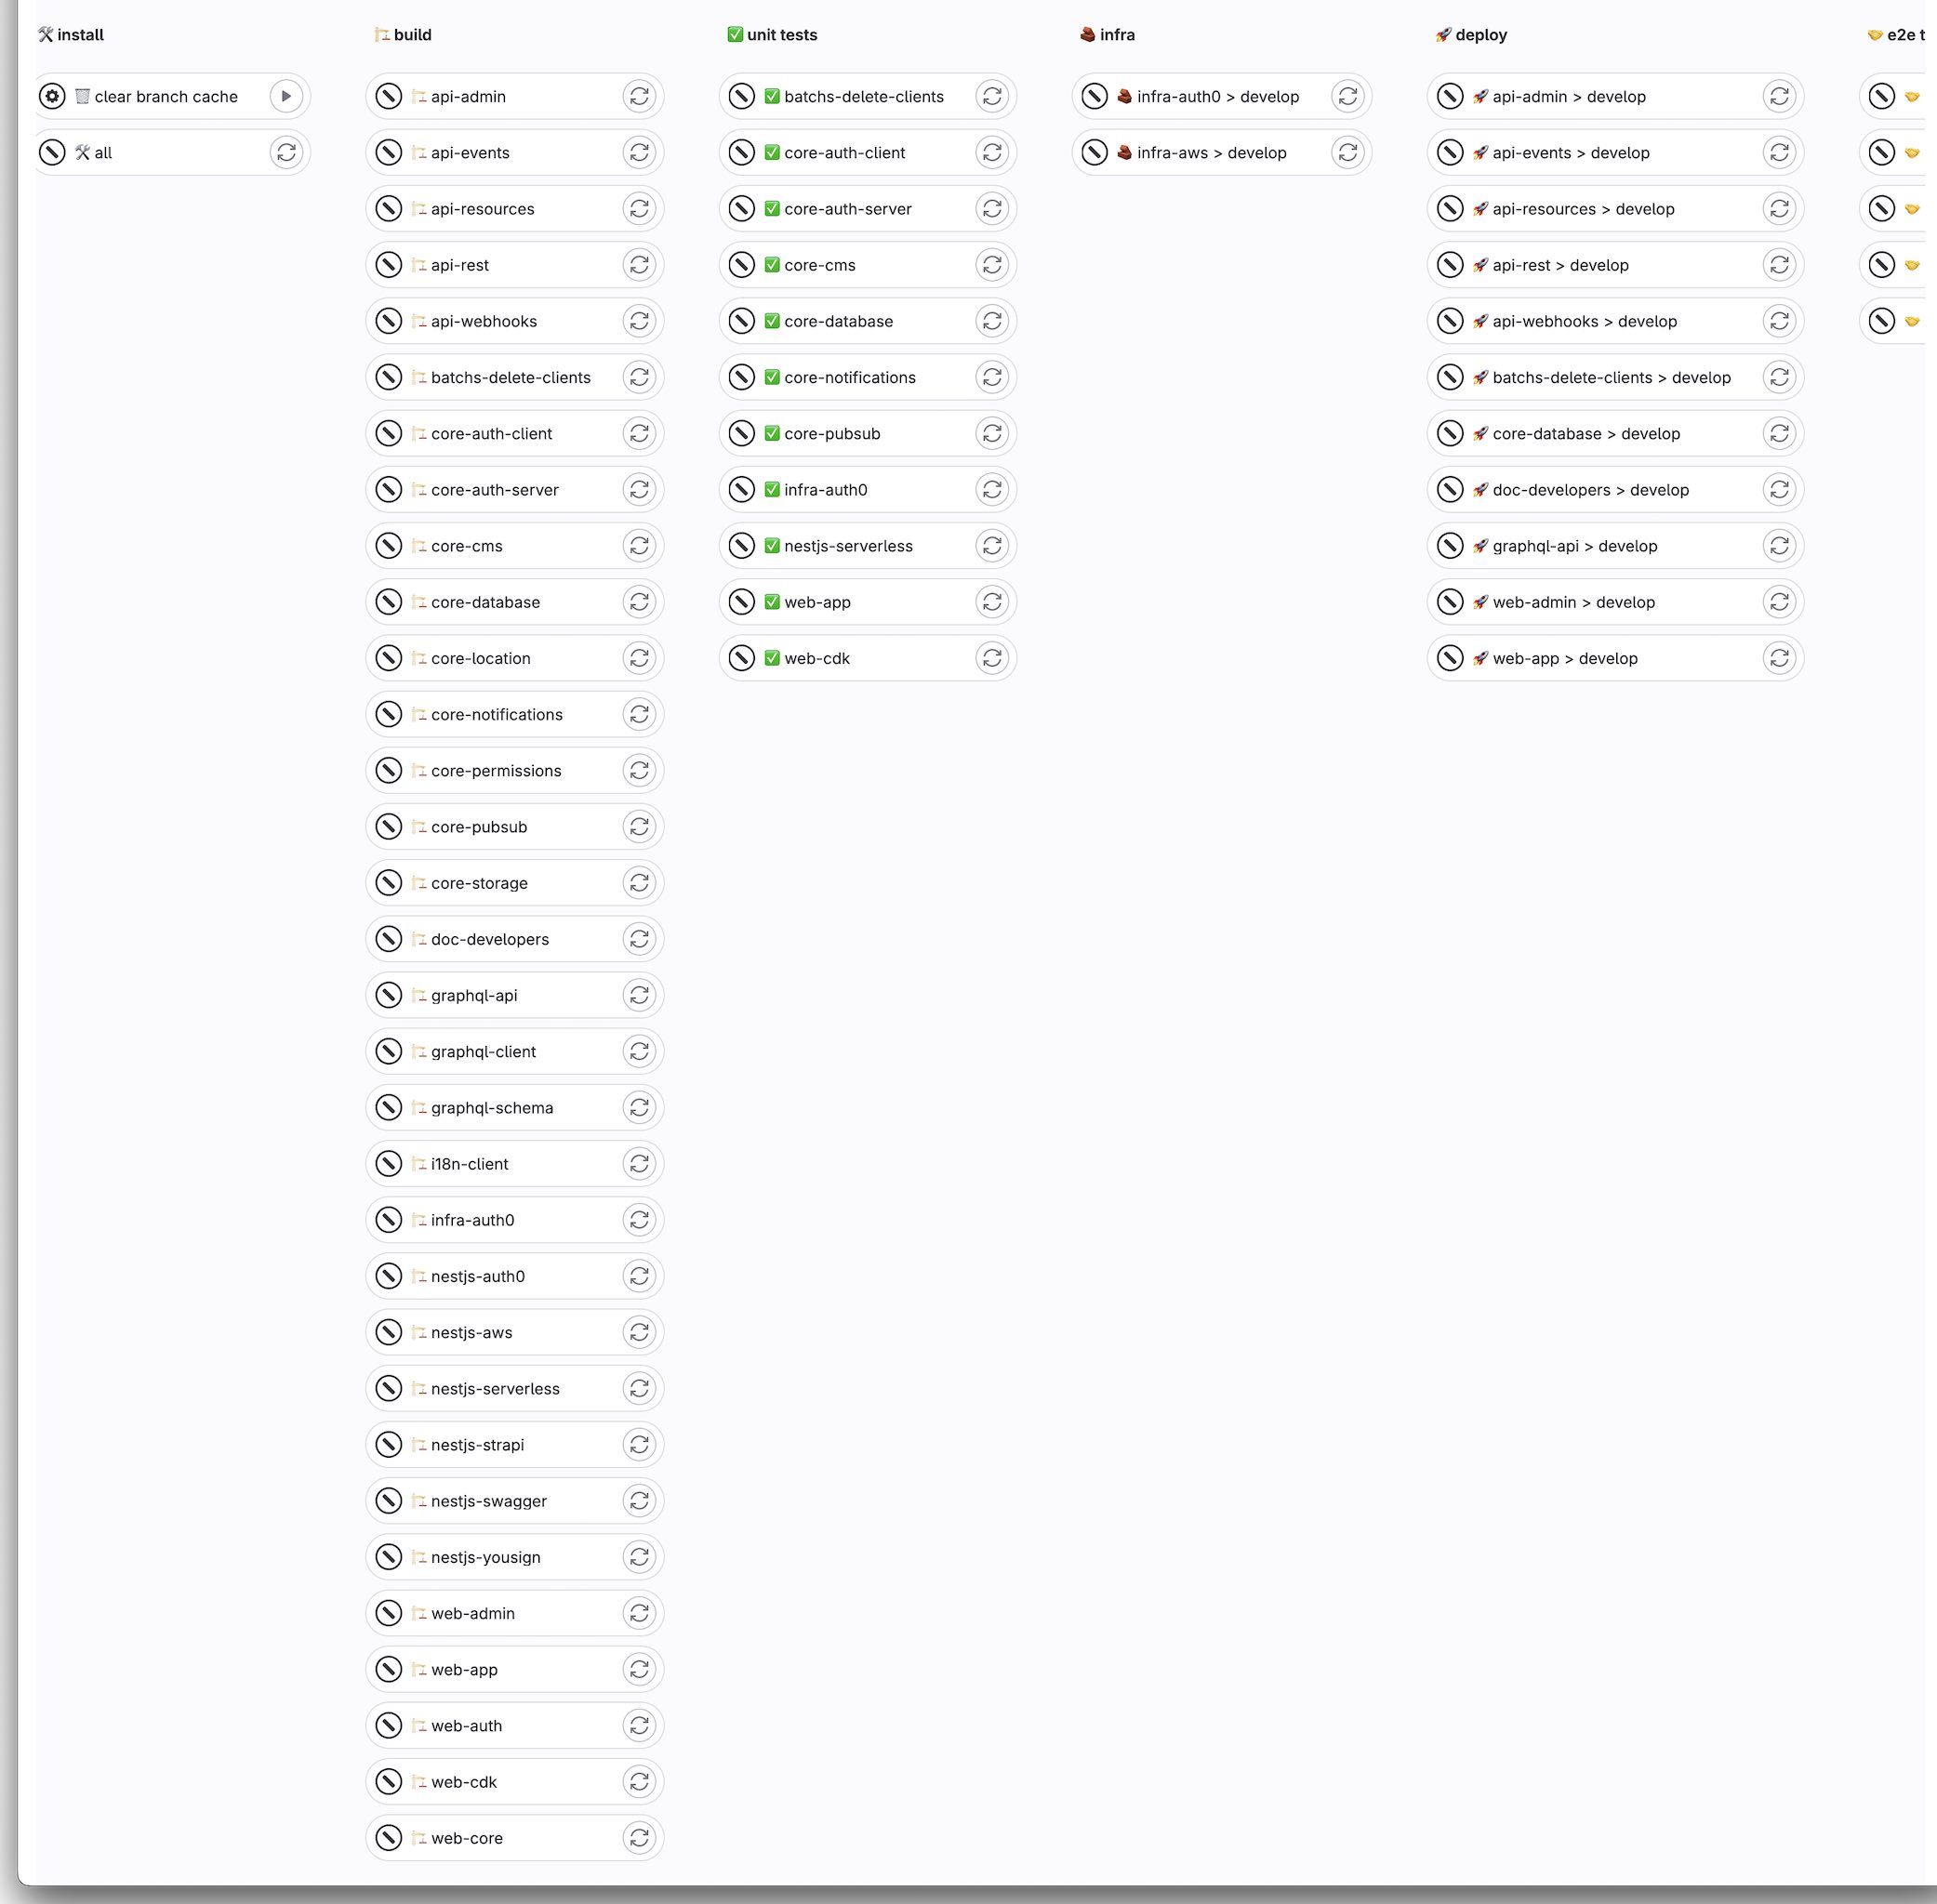 🛠 install
🗑 clear branch cache
🛠 all
🏗 build
🏗 api-admin
🏗 api-events
🏗 api-resources
🏗 api-rest
🏗 api-webhooks
🏗 batchs-delete-clients
🏗 core-auth-client
🏗 core-auth-server
🏗 core-cms
🏗 core-database
🏗 core-location
🏗 core-notifications
🏗 core-permissions
🏗 core-pubsub
🏗 core-storage
🏗 doc-developers
🏗 graphql-api
🏗 graphql-client
🏗 graphql-schema
🏗 i18n-client
🏗 infra-auth0
🏗 nestjs-auth0
🏗 nestjs-aws
🏗 nestjs-serverless
🏗 nestjs-strapi
🏗 nestjs-swagger
🏗 nestjs-yousign
🏗 web-admin
🏗 web-app
🏗 web-auth
🏗 web-cdk
🏗 web-core
✅ unit tests
✅ batchs-delete-clients
✅ core-auth-client
✅ core-auth-server
✅ core-cms
✅ core-database
✅ core-notifications
✅ core-pubsub
✅ infra-auth0
✅ nestjs-serverless
✅ web-app
✅ web-cdk
🧱 infra
🧱 infra-auth0 > develop
🧱 infra-aws > develop
🚀 deploy
🚀 api-admin > develop
🚀 api-events > develop
🚀 api-resources > develop
🚀 api-rest > develop
🚀 api-webhooks > develop
🚀 batchs-delete-clients > develop
🚀 core-database > develop
🚀 doc-developers > develop
🚀 graphql-api > develop
🚀 web-admin > develop
🚀 web-app > develop
🤝 e2e t